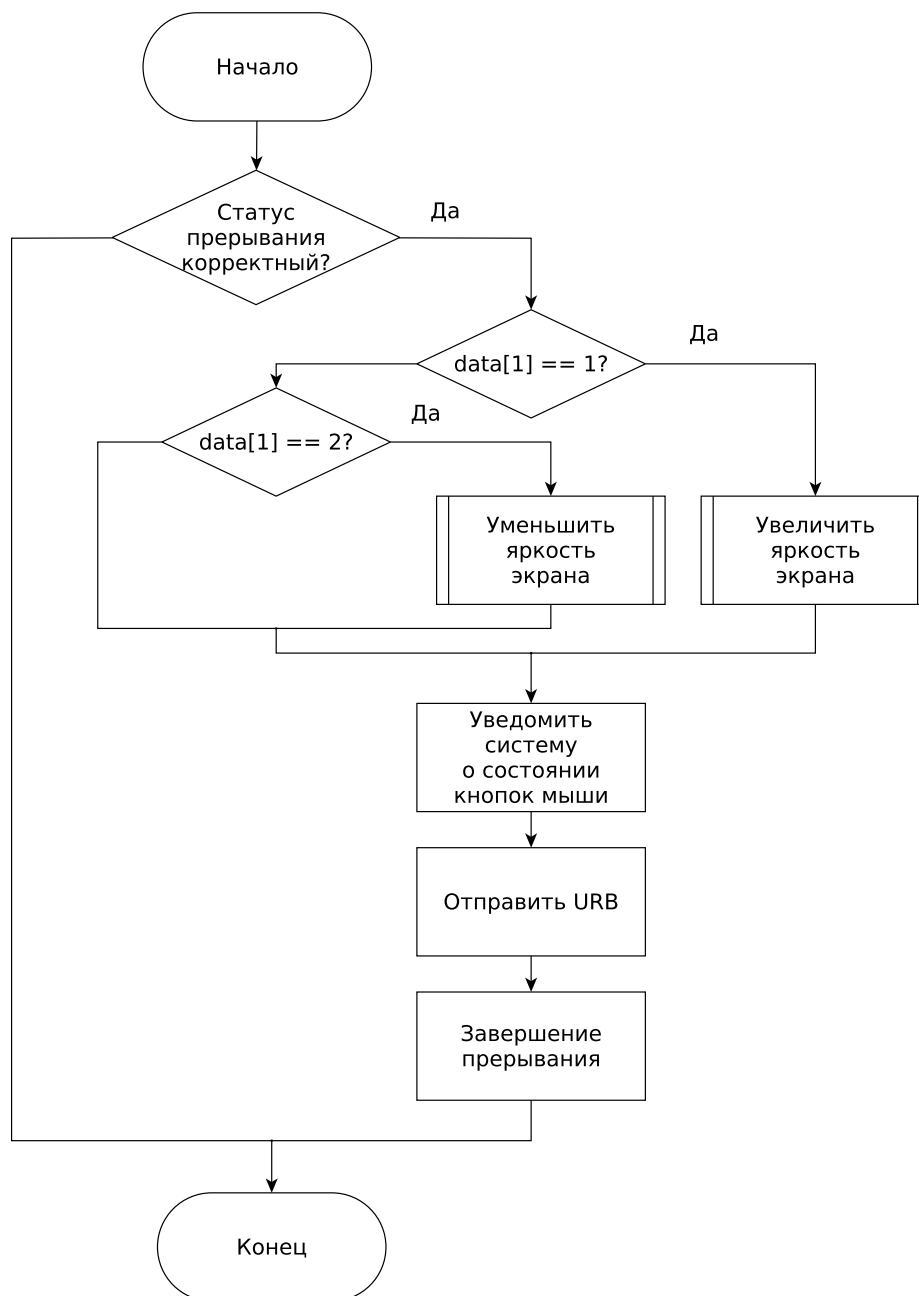 Начало
Статус
прерывания
корректный?
Да
data[1] == 1?
Да
data[1] == 2?
Да
Уменьшить
яркость
экрана
Увеличить
яркость
экрана
Уведомить
систему
о состоянии
кнопок мыши
Отправить URB
Завершение
прерывания
Конец